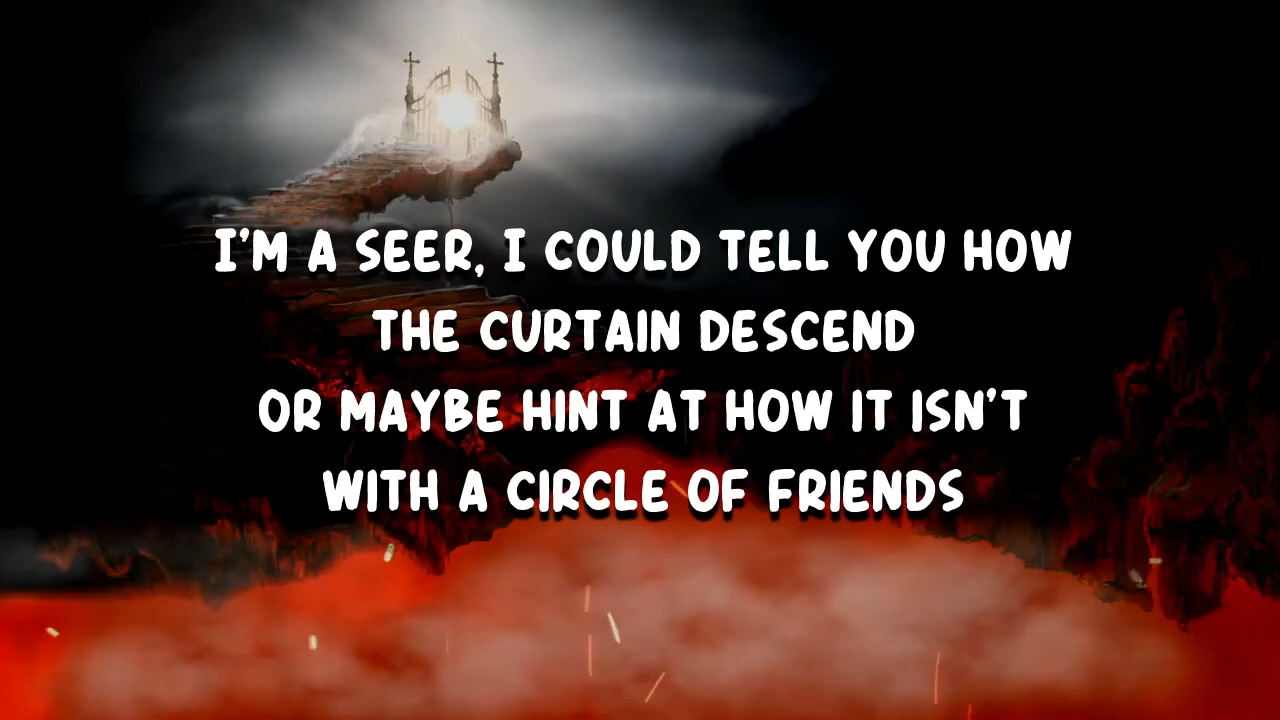 I'M A SEER, I COULD TELL YOU HOW
THE CURTAIN DESCEND
OR MAYBE HINT AT HOW IT ISN'T
WITH A CIRCLE OF FRIENDS